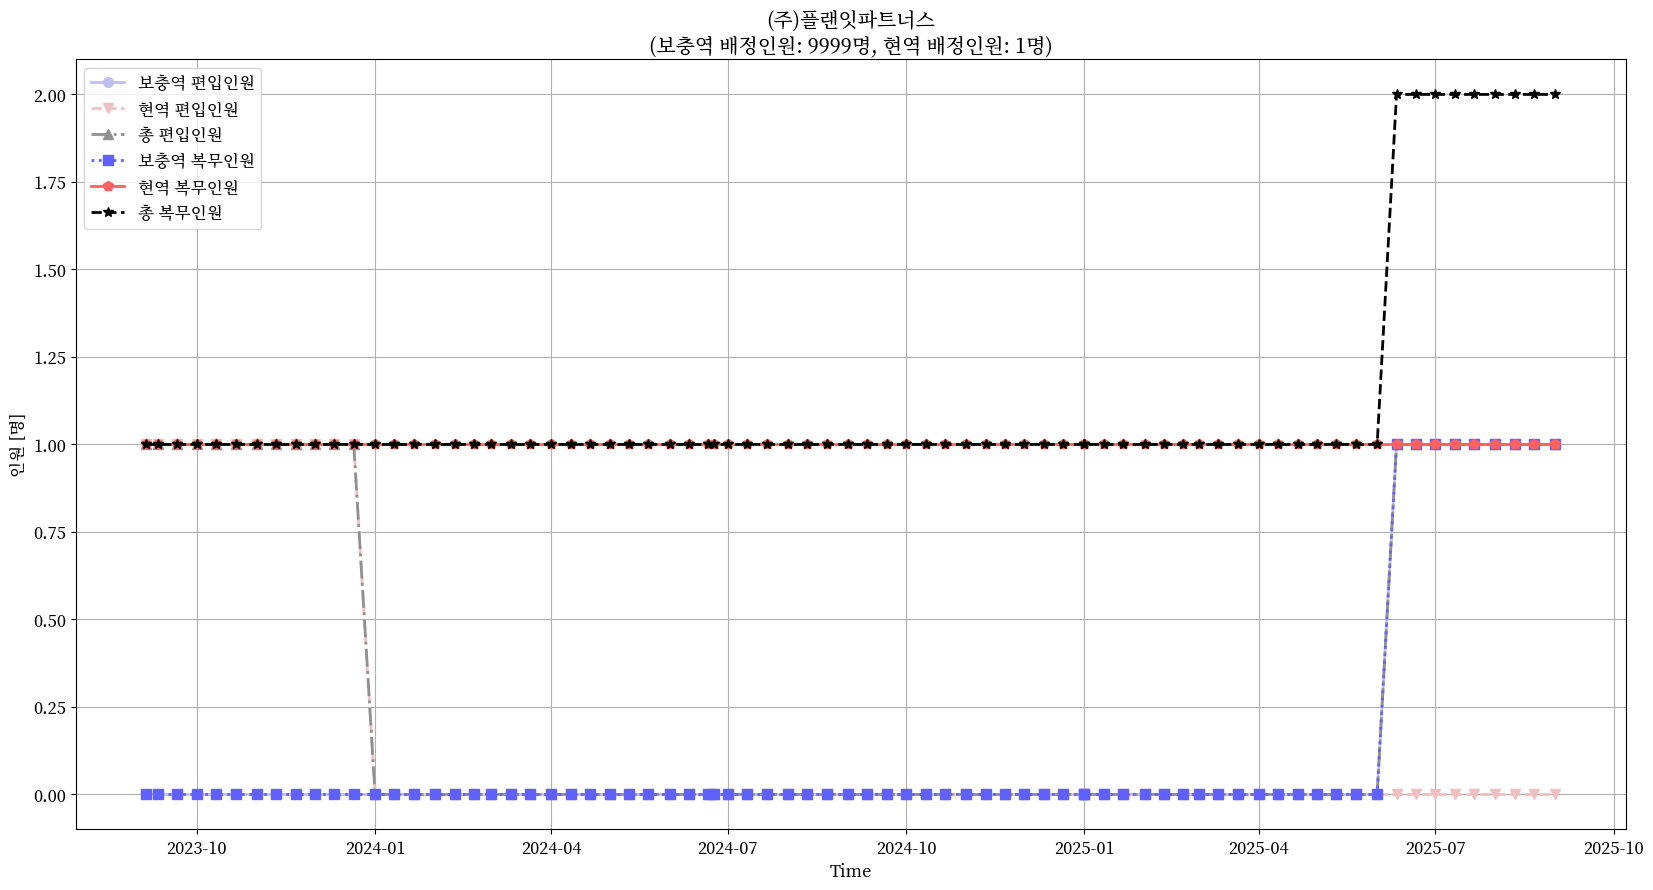 (주)플랜잇파트너스
(보충역 배정인원: 9999명, 현역 배정인원: 1명)
보충역 편입인원
현역 편입인원
총 편입인원
보충역 복무인원
현역 복무인원
총 복무인원
인원 [명]
2.00
1.75
1.50
1.25
1.00
0.75
0.50
0.25
0.00
2023-10 2024-01 2024-04 2024-07 2024-10 2025-01 2025-04 2025-07 2025-10
Time